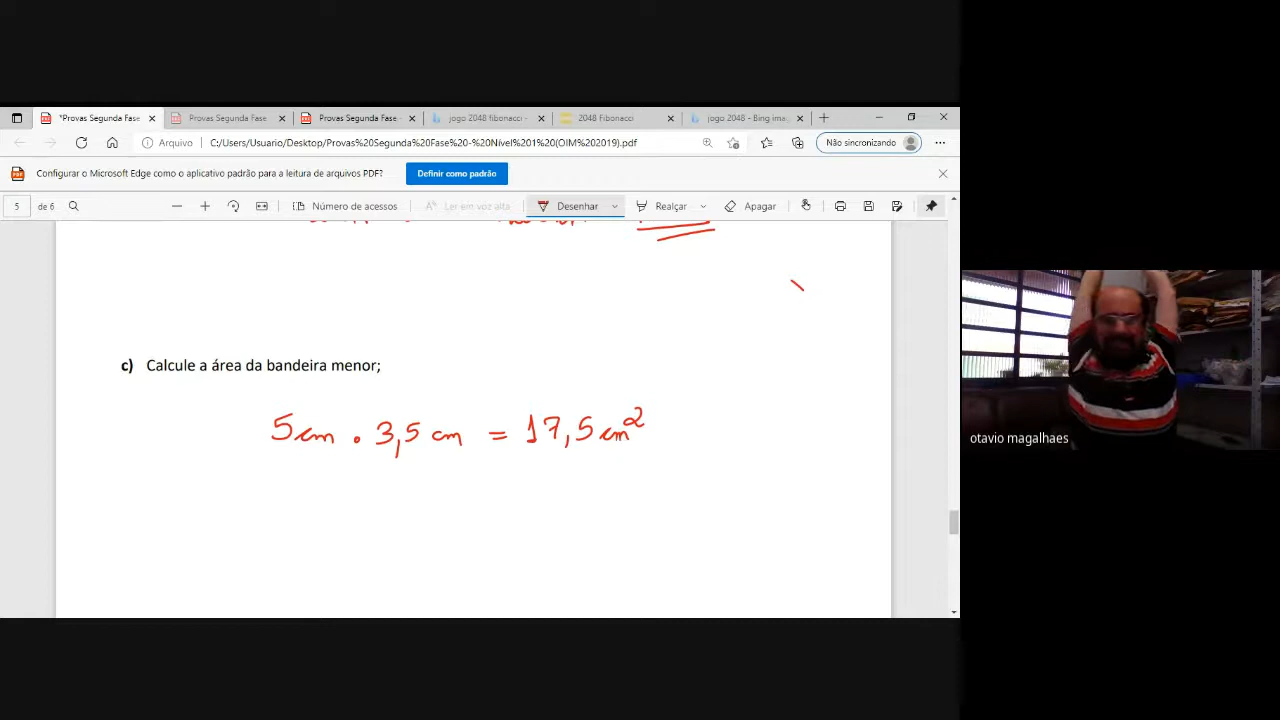 *Provas Segunda Fase
Provas Segunda Fase
Provas Segunda Fase -
jogo 2048 fibonacci -
2048 Fibonacci
jogo 2048 - Bing ima
Arquivo
C:/Users/Usuario/Desktop/Provas%20Segunda%20Fase%20-%20Nível%201%20(OIM%202019).pdf
Não sincronizando
Configurar o Microsoft Edge como o aplicativo padrão para a leitura de arquivos PDF?
Definir como padrão
5 de 6
Número de acessos
Ler em voz alta
Desenhar
Realçar
Apagar
c) Calcule a área da bandeira menor;
5cm . 3,5 cm = 17,5 cm²
otavio magalhaes